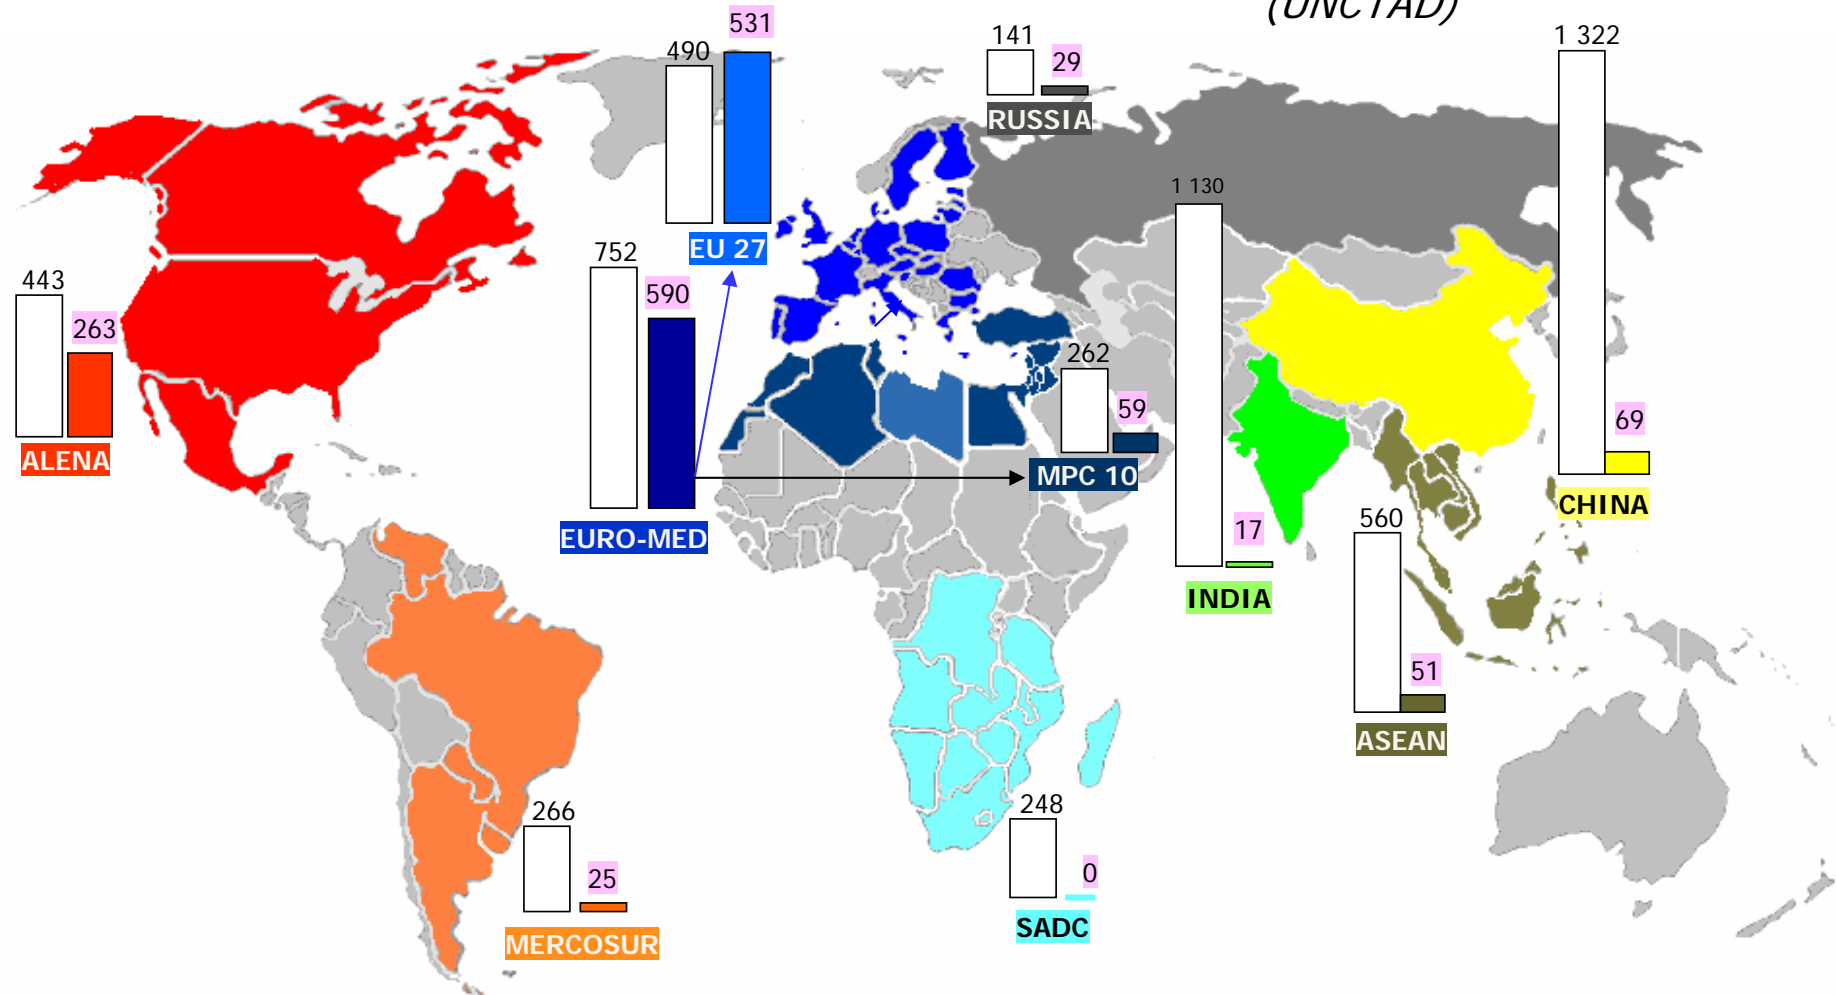 (UNCTAD)
490
531
EU 27
141
29
RUSSIA
1 322
69
CHINA
1 130
17
INDIA
443
263
ALENA
752
590
EURO-MED
262
59
MPC 10
560
51
ASEAN
266
25
MERCOSUR
248
0
SADC